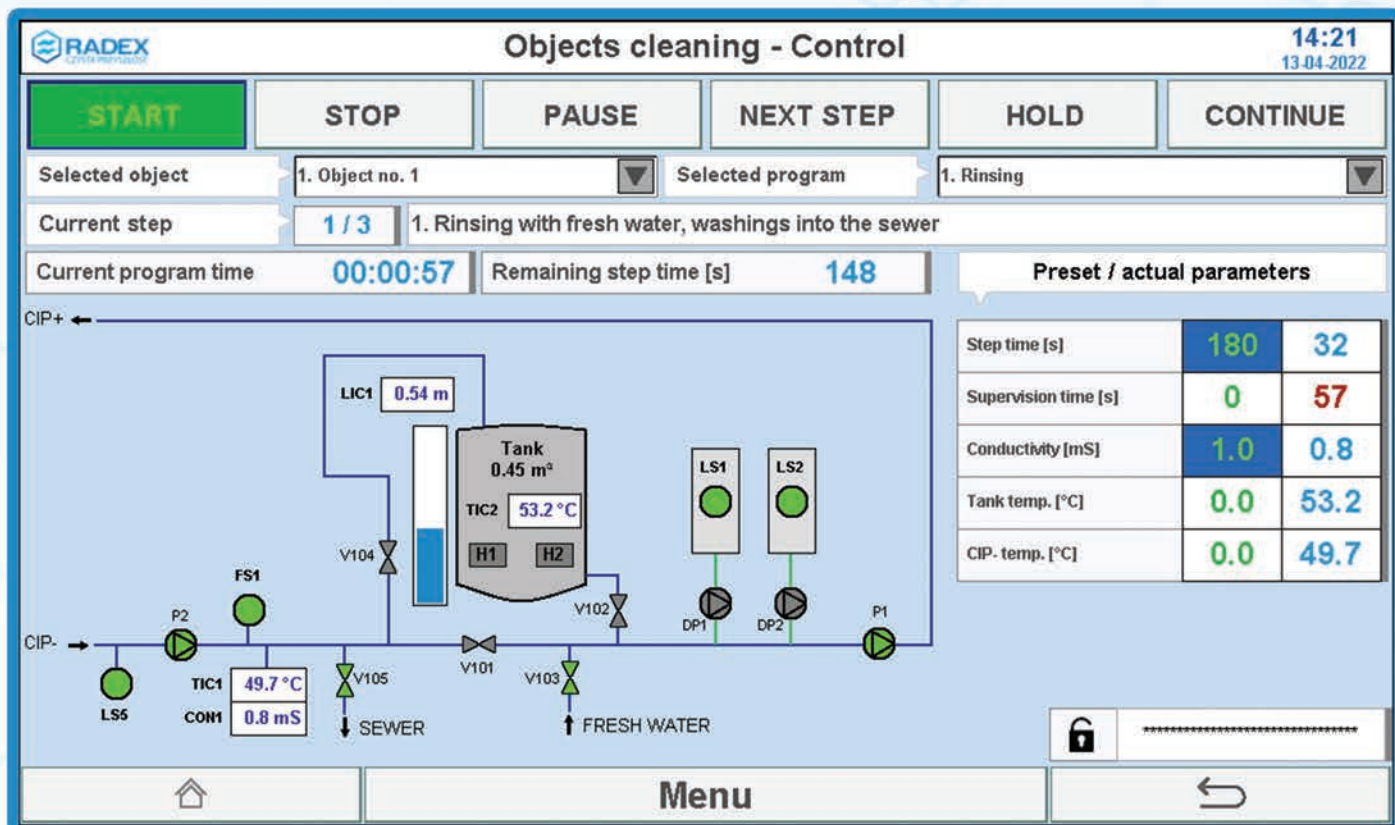 RADEX
CZYSTA PRZYSZŁOŚĆ
Objects cleaning - Control
14:21
13-04-2022
START STOP PAUSE NEXT STEP HOLD CONTINUE
Selected object 1. Object no. 1 Selected program 1. Rinsing
Current step 1 / 3 1. Rinsing with fresh water, washings into the sewer
Current program time 00:00:57 Remaining step time [s] 148 Preset / actual parameters
Step time [s] 180 32
Supervision time [s] 0 57
Conductivity [mS] 1.0 0.8
Tank temp. [°C] 0.0 53.2
CIP- temp. [°C] 0.0 49.7
CIP+
LIC1 0.54 m
Tank
0.45 m³
TIC2 53.2 °C
H1 H2
LS1 LS2
V104
FS1
V102
P2
DP1 DP2
P1
CIP-
V101
V105
V103
LS5
TIC1 49.7 °C
CON1 0.8 mS
SEWER
FRESH WATER
********************************
Menu